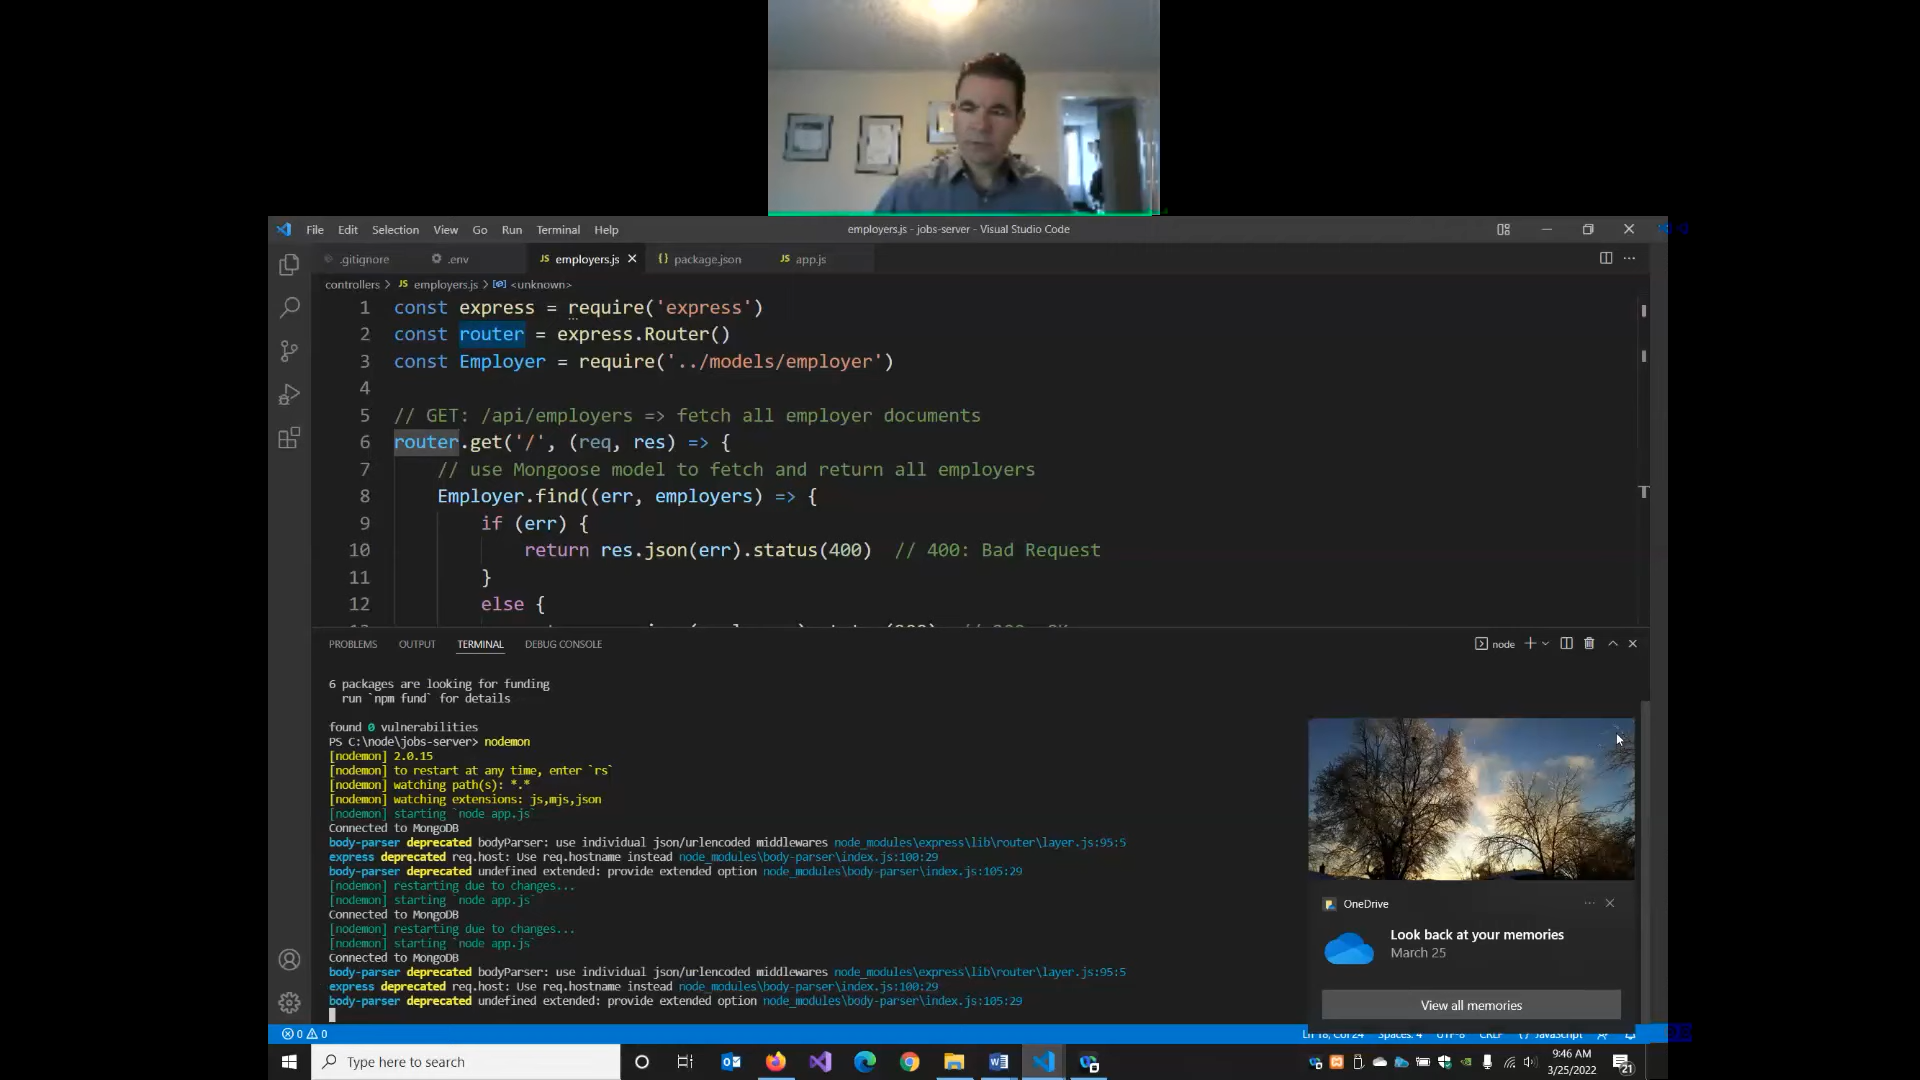 File Edit Selection View Go Run Terminal Help
employers.js - jobs-server - Visual Studio Code
.gitignore
.env
JS employers.js
{} package.json
JS app.js
controllers > JS employers.js > <unknown>
1 const express = require('express')
2 const router = express.Router()
3 const Employer = require('../models/employer')
4
5 // GET: /api/employers => fetch all employer documents
6 router.get('/', (req, res) => {
7 // use Mongoose model to fetch and return all employers
8 Employer.find((err, employers) => {
9 if (err) {
10 return res.json(err).status(400) // 400: Bad Request
11 }
12 else {
PROBLEMS OUTPUT TERMINAL DEBUG CONSOLE
node
6 packages are looking for funding
run `npm fund` for details
found 0 vulnerabilities
PS C:\node\jobs-server> nodemon
[nodemon] 2.0.15
[nodemon] to restart at any time, enter `rs`
[nodemon] watching path(s): *.*
[nodemon] watching extensions: js,mjs,json
[nodemon] starting `node app.js`
Connected to MongoDB
body-parser deprecated bodyParser: use individual json/urlencoded middlewares node_modules\express\lib\router\layer.js:95:5
express deprecated req.host: Use req.hostname instead node_modules\body-parser\index.js:100:29
body-parser deprecated undefined extended: provide extended option node_modules\body-parser\index.js:105:29
[nodemon] restarting due to changes...
[nodemon] starting `node app.js`
Connected to MongoDB
[nodemon] restarting due to changes...
[nodemon] starting `node app.js`
Connected to MongoDB
body-parser deprecated bodyParser: use individual json/urlencoded middlewares node_modules\express\lib\router\layer.js:95:5
express deprecated req.host: Use req.hostname instead node_modules\body-parser\index.js:100:29
body-parser deprecated undefined extended: provide extended option node_modules\body-parser\index.js:105:29
OneDrive
Look back at your memories
March 25
View all memories
0 0
Type here to search
9:46 AM
3/25/2022
21